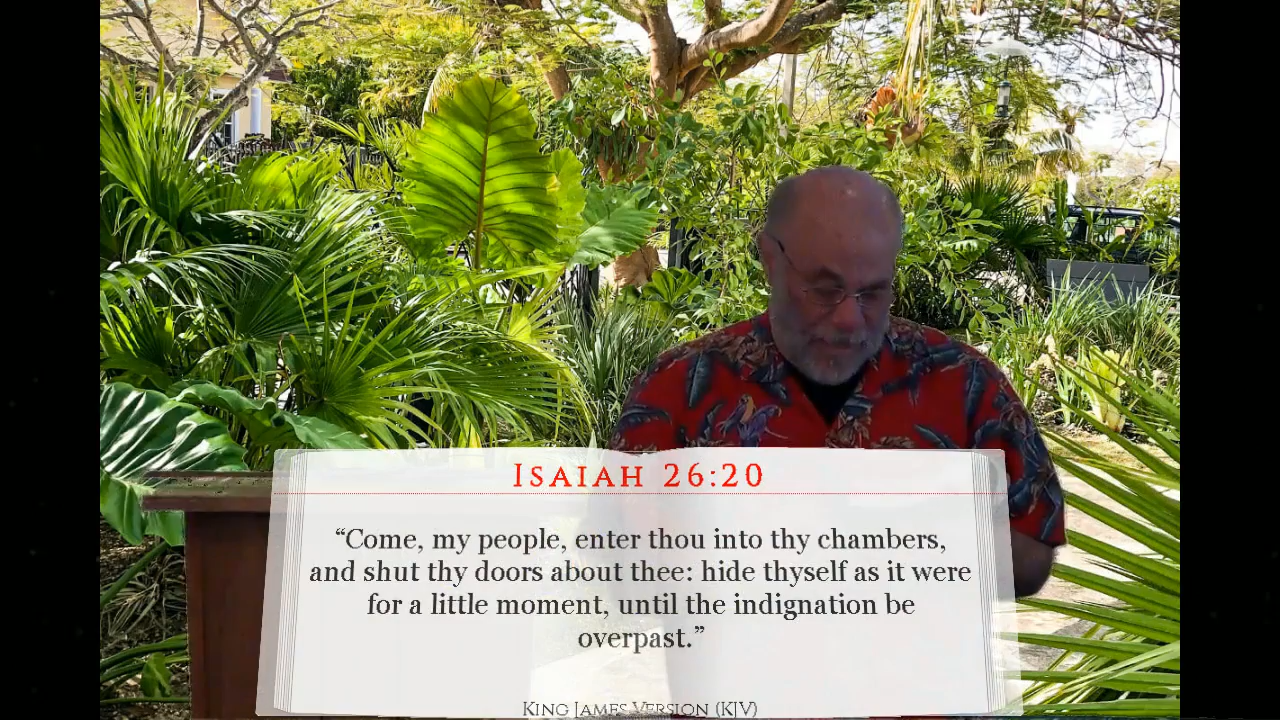 Isaiah 26:20
“Come, my people, enter thou into thy chambers,
and shut thy doors about thee: hide thyself as it were
for a little moment, until the indignation be
overpast.”
King James Version (KJV)